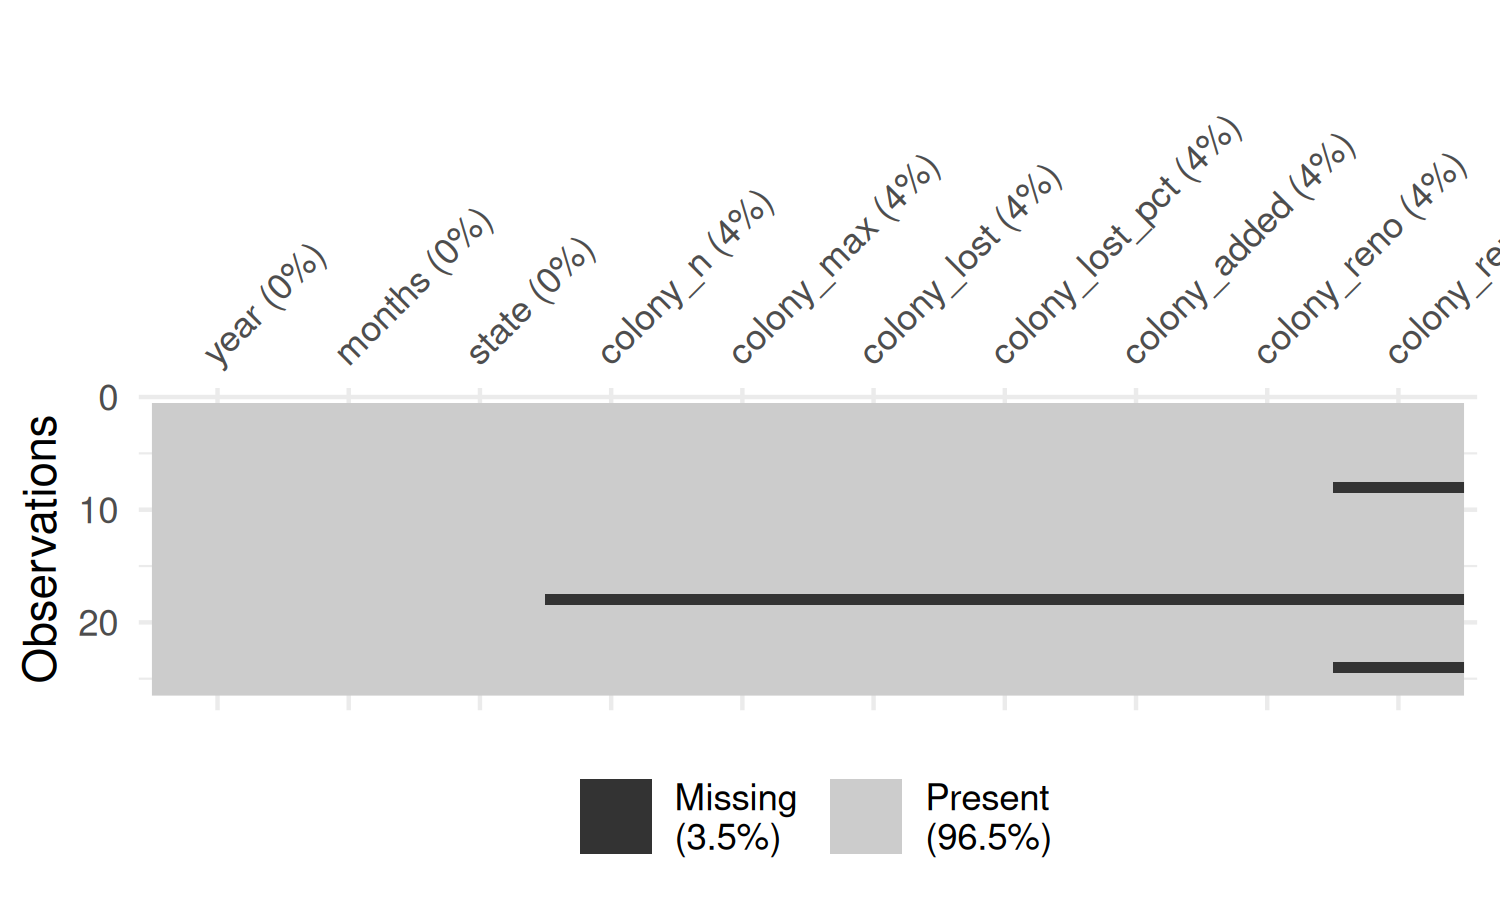 year (0%)
months (0%)
state (0%)
colony_n (4%)
colony_max (4%)
colony_lost (4%)
colony_lost_pct (4%)
colony_added (4%)
colony_reno (4%)
colony_re
Observations
0
10
20
Missing
(3.5%)
Present
(96.5%)